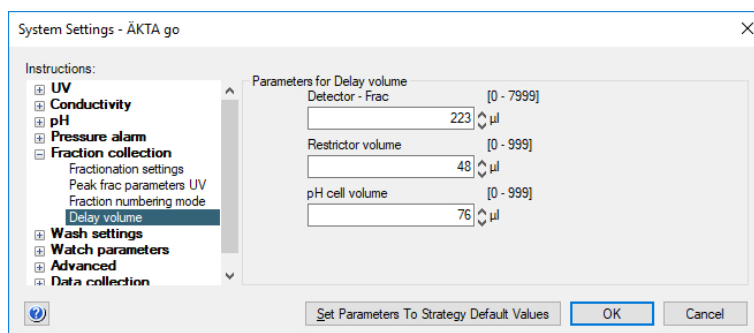 System Settings - ÄKTA go
Instructions:
UV
Conductivity
pH
Pressure alarm
Fraction collection
Fractionation settings
Peak frac parameters UV
Fraction numbering mode
Delay volume
Wash settings
Watch parameters
Advanced
Data collection
Parameters for Delay volume
Detector - Frac [0 - 7999]
223 µl
Restrictor volume [0 - 999]
48 µl
pH cell volume [0 - 999]
76 µl
?
Set Parameters To Strategy Default Values
OK
Cancel